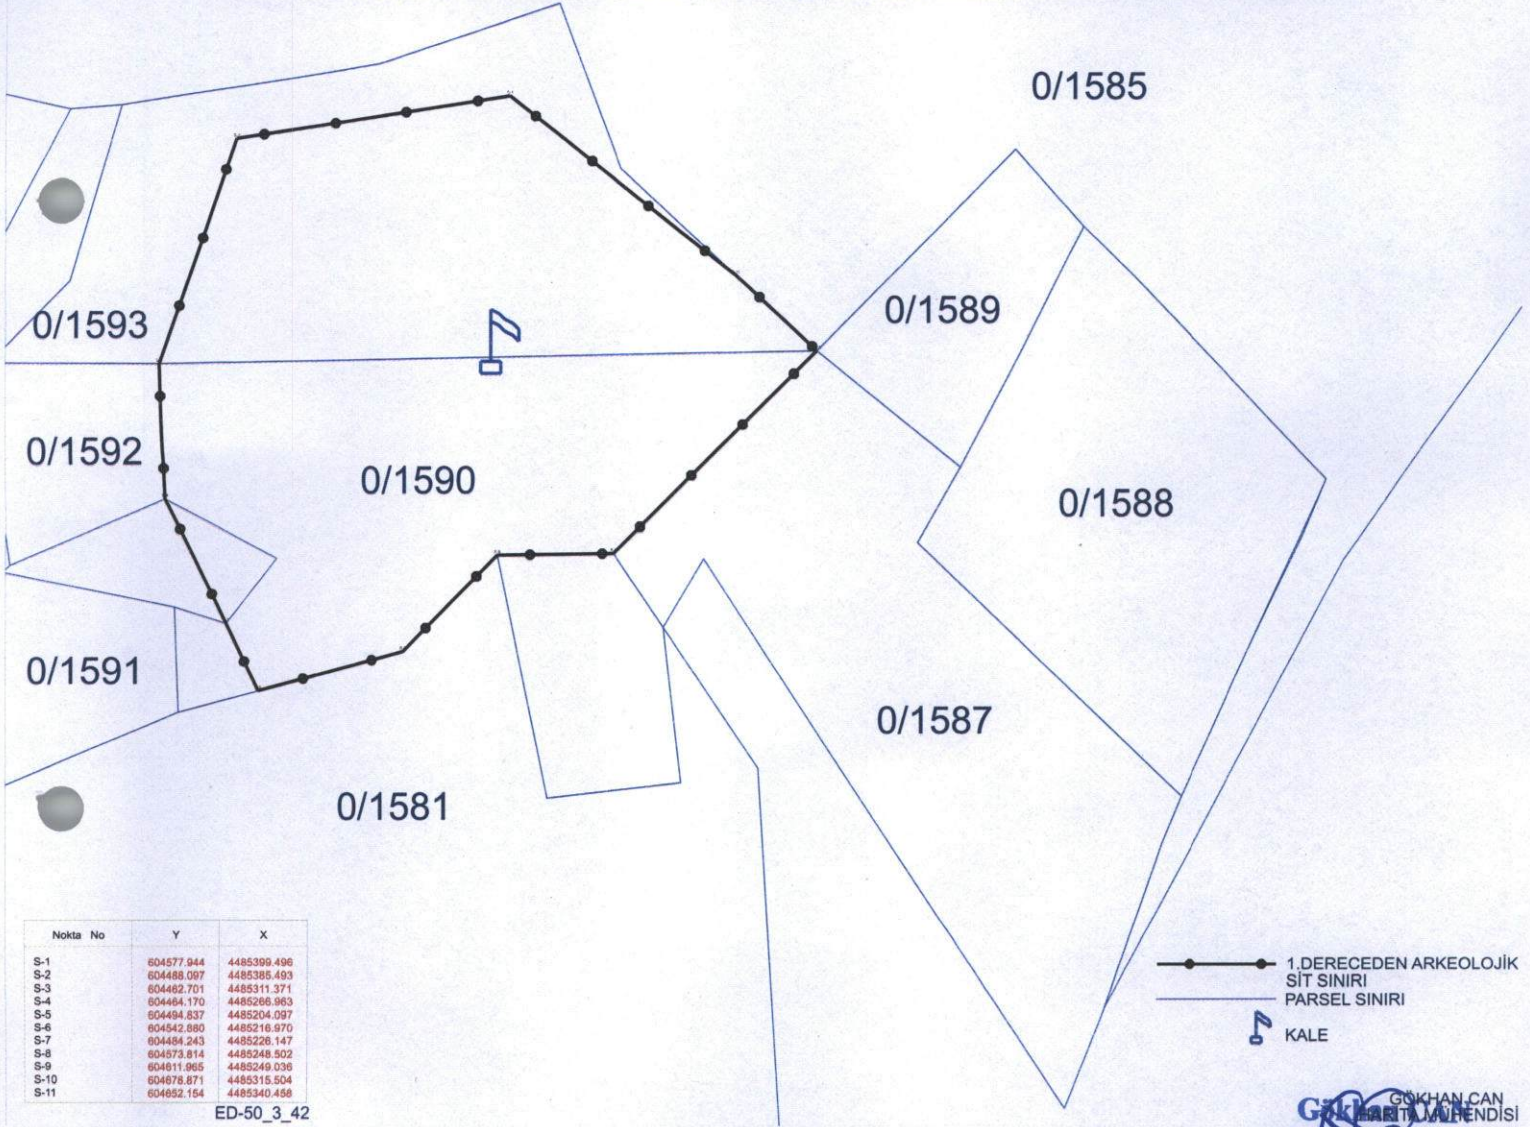 0/1585
0/1589
0/1593
0/1592
0/1590
0/1588
0/1591
0/1587
0/1581
Nokta No Y X
S-1 604577.944 4485399.496
S-2 604488.097 4485385.493
S-3 604462.701 4485311.371
S-4 604464.170 4485266.963
S-5 604494.837 4485204.097
S-6 604542.880 4485216.970
S-7 604484.243 4485226.147
S-8 604573.814 4485248.502
S-9 604611.965 4485249.036
S-10 604678.871 4485315.504
S-11 604652.154 4485340.458
ED-50_3_42
1.DERECEDEN ARKEOLOJİK
SİT SINIRI
PARSEL SINIRI
KALE
GÖKHAN CAN
HARİTA MÜHENDİSİ